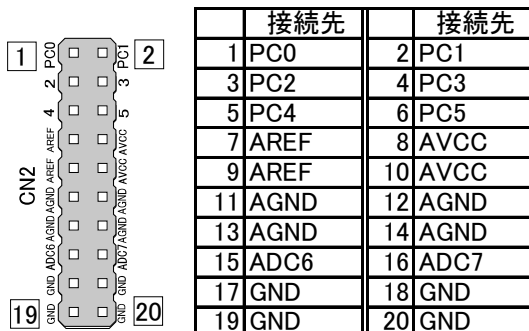 1 PC0 PC1 2
2 3
4 5
AREF AVCC
AREF AVCC
AGND AGND
AGND AGND
ADC6 ADC7
GND GND
19 GND GND 20
CN2
接続先 接続先
1 PC0 2 PC1
3 PC2 4 PC3
5 PC4 6 PC5
7 AREF 8 AVCC
9 AREF 10 AVCC
11 AGND 12 AGND
13 AGND 14 AGND
15 ADC6 16 ADC7
17 GND 18 GND
19 GND 20 GND